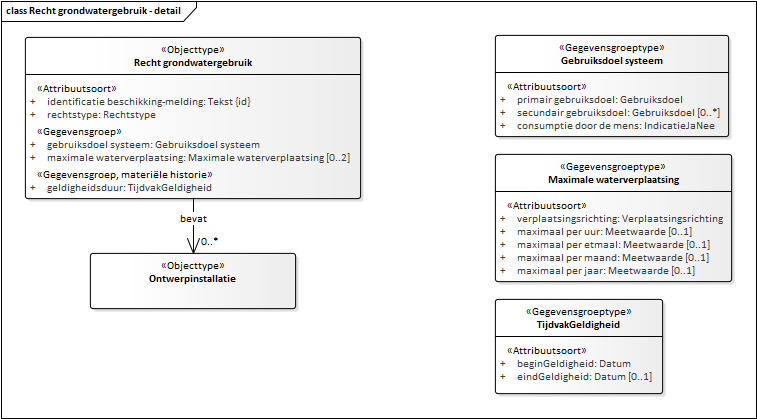 class Recht grondwatergebruik - detail
«Objecttype»
Recht grondwatergebruik
«Attribuutsoort»
+ identificatie beschikking-melding: Tekst {id}
+ rechtstype: Rechtstype
«Gegevensgroep»
+ gebruiksdoel systeem: Gebruiksdoel systeem
+ maximale waterverplaatsing: Maximale waterverplaatsing [0..2]
«Gegevensgroep, materiële historie»
+ geldigheidsduur: TijdvakGeldigheid
bevat
0..*
«Objecttype»
Ontwerpinstallatie
«Gegevensgroeptype»
Gebruiksdoel systeem
«Attribuutsoort»
+ primair gebruiksdoel: Gebruiksdoel
+ secundair gebruiksdoel: Gebruiksdoel [0..*]
+ consumptie door de mens: IndicatieJaNee
«Gegevensgroeptype»
Maximale waterverplaatsing
«Attribuutsoort»
+ verplaatsingsrichting: Verplaatsingsrichting
+ maximaal per uur: Meetwaarde [0..1]
+ maximaal per etmaal: Meetwaarde [0..1]
+ maximaal per maand: Meetwaarde [0..1]
+ maximaal per jaar: Meetwaarde [0..1]
«Gegevensgroeptype»
TijdvakGeldigheid
«Attribuutsoort»
+ beginGeldigheid: Datum
+ eindGeldigheid: Datum [0..1]